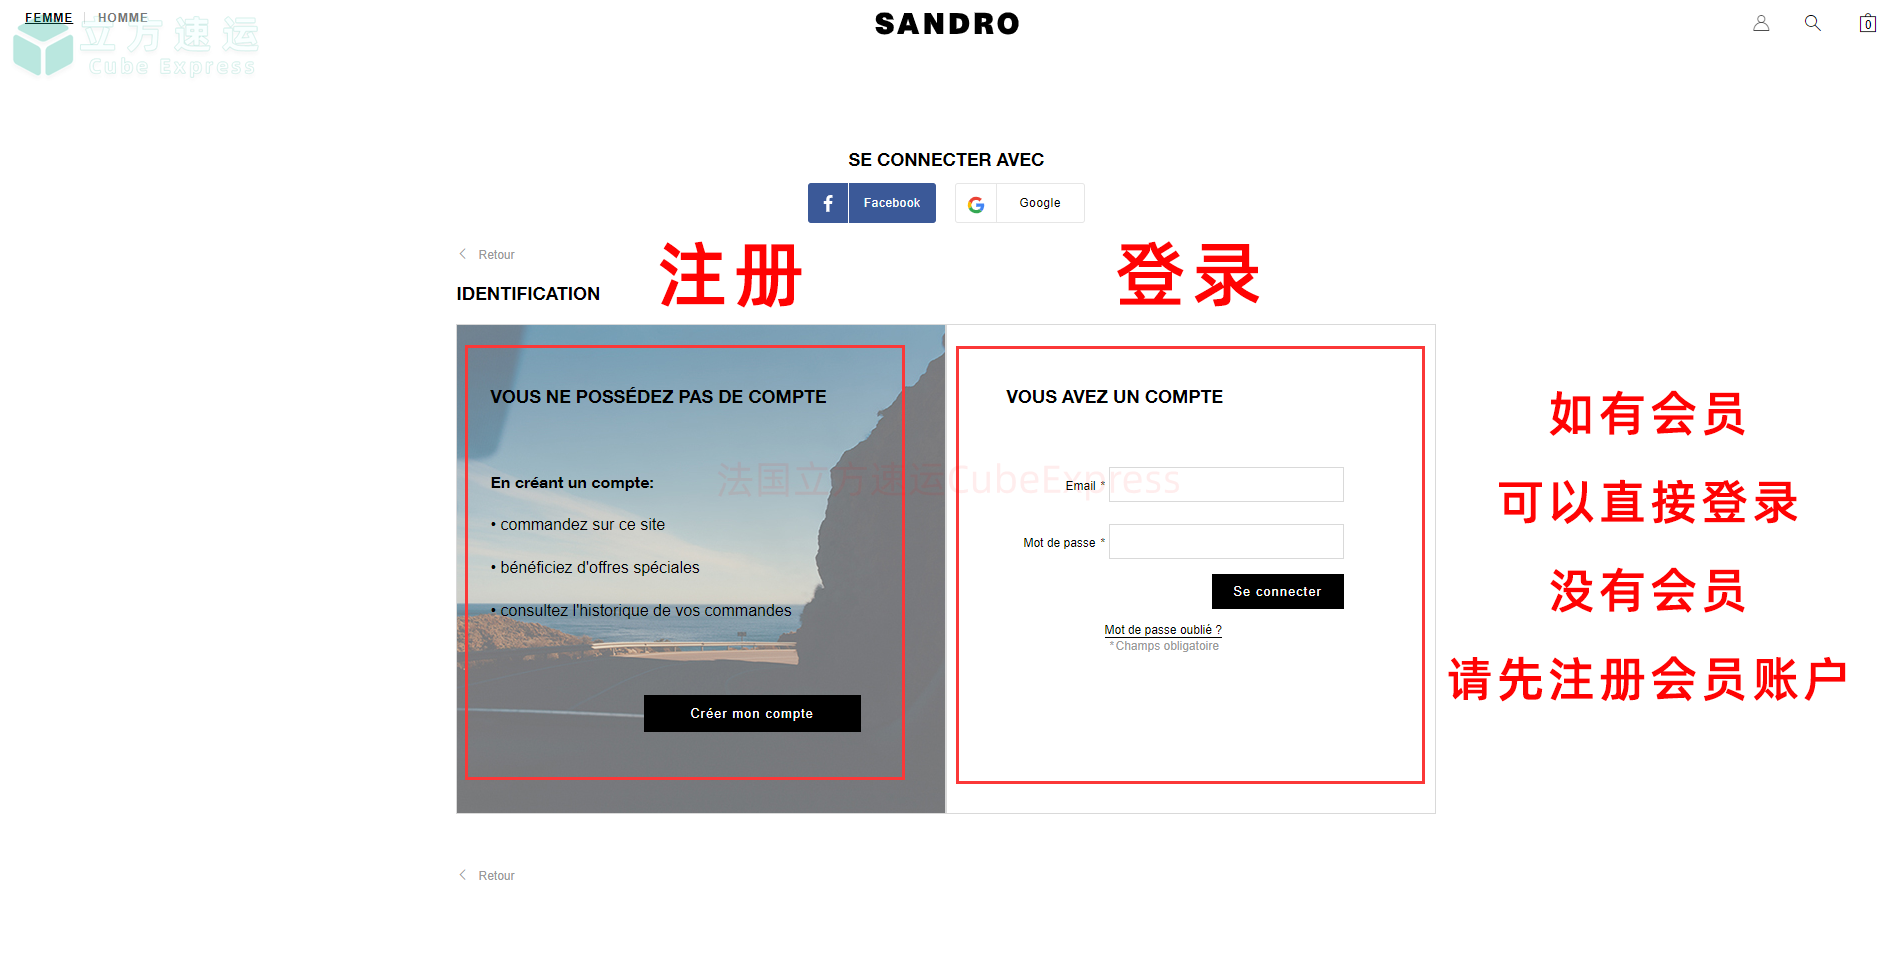 FEMME | HOMME
SANDRO
0
立方速运
Cube Express
SE CONNECTER AVEC
Facebook
Google
Retour
注册
登录
IDENTIFICATION
VOUS NE POSSÉDEZ PAS DE COMPTE
En créant un compte:
• commandez sur ce site
• bénéficiez d'offres spéciales
• consultez l'historique de vos commandes
Créer mon compte
VOUS AVEZ UN COMPTE
Email *
Mot de passe *
Se connecter
Mot de passe oublié ?
*Champs obligatoire
法国立方速运CubeExpress
如有会员
可以直接登录
没有会员
请先注册会员账户
Retour